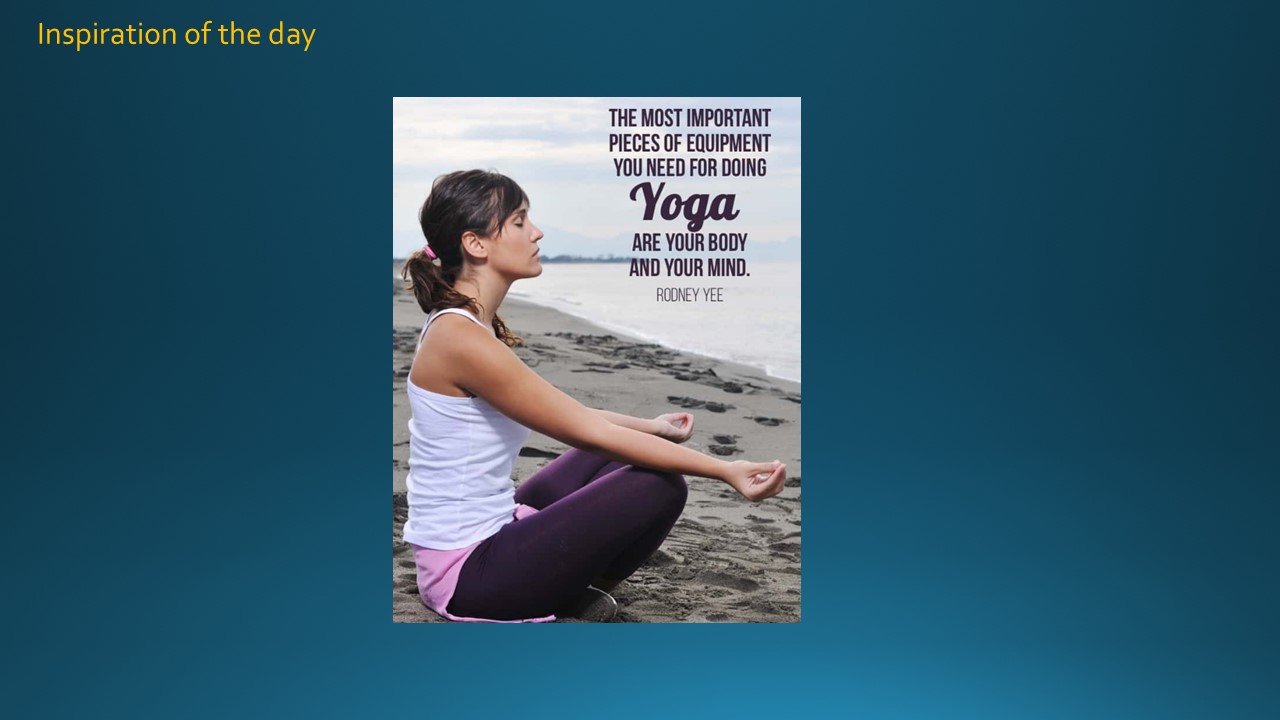 Inspiration of the day
THE MOST IMPORTANT
PIECES OF EQUIPMENT
YOU NEED FOR DOING
Yoga
ARE YOUR BODY
AND YOUR MIND.
RODNEY YEE